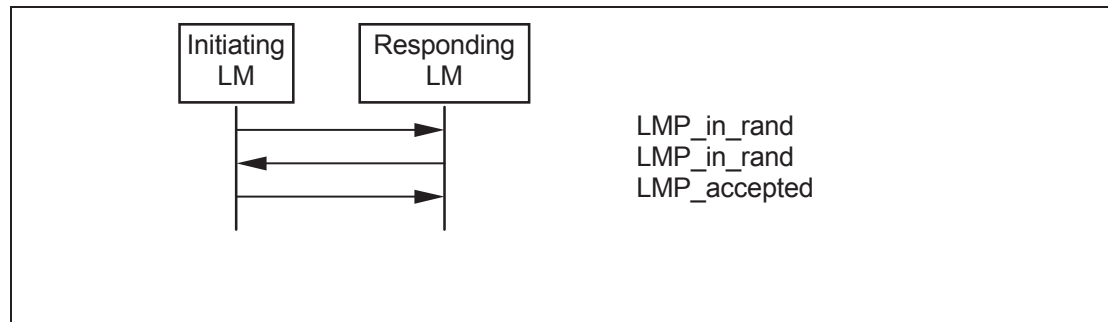 Initiating
LM
Responding
LM
LMP_in_rand
LMP_in_rand
LMP_accepted